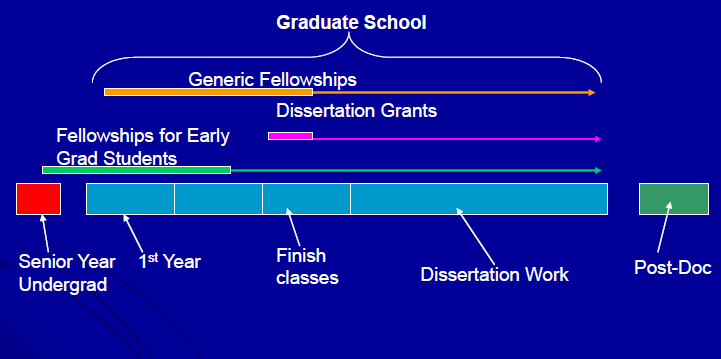 Graduate School
Generic Fellowships
Dissertation Grants
Fellowships for Early
Grad Students
Senior Year
Undergrad
1st Year
Finish
classes
Dissertation Work
Post-Doc